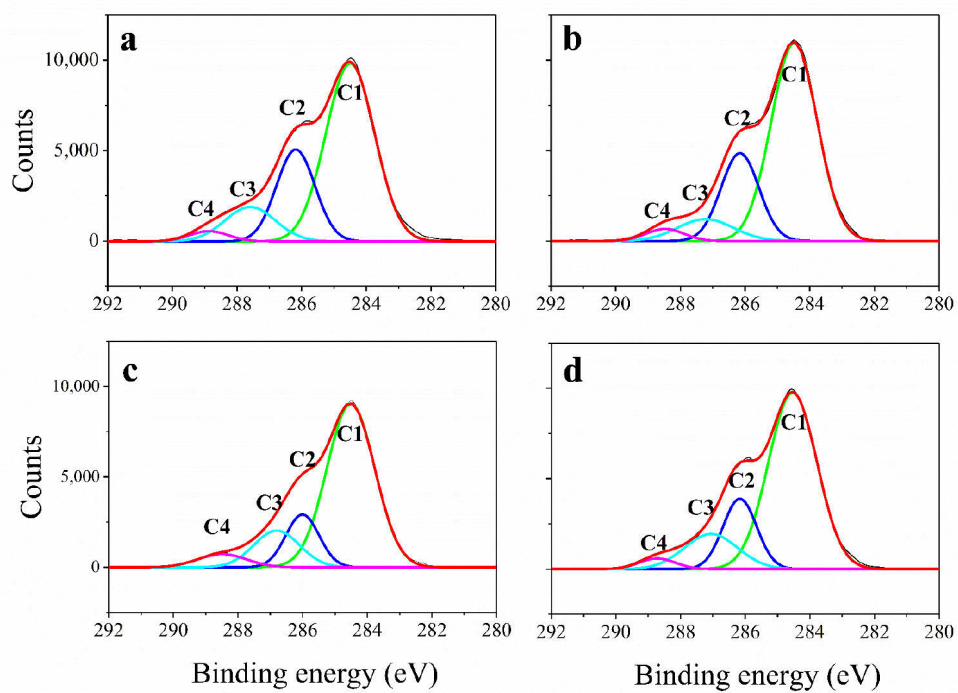 a
10,000
5,000
0
Counts
C1
C2
C3
C4
292 290 288 286 284 282 280
b
C1
C2
C3
C4
292 290 288 286 284 282 280
c
10,000
5,000
0
Counts
C1
C2
C3
C4
292 290 288 286 284 282 280
Binding energy (eV)
d
C1
C2
C3
C4
292 290 288 286 284 282 280
Binding energy (eV)